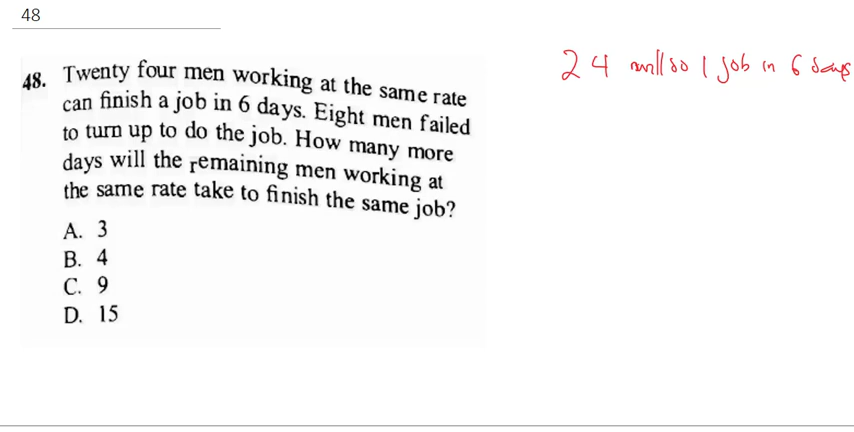 48
48. Twenty four men working at the same rate
can finish a job in 6 days. Eight men failed
to turn up to do the job. How many more
days will the remaining men working at
the same rate take to finish the same job?
A. 3
B. 4
C. 9
D. 15
24 will do 1 job in 6 days